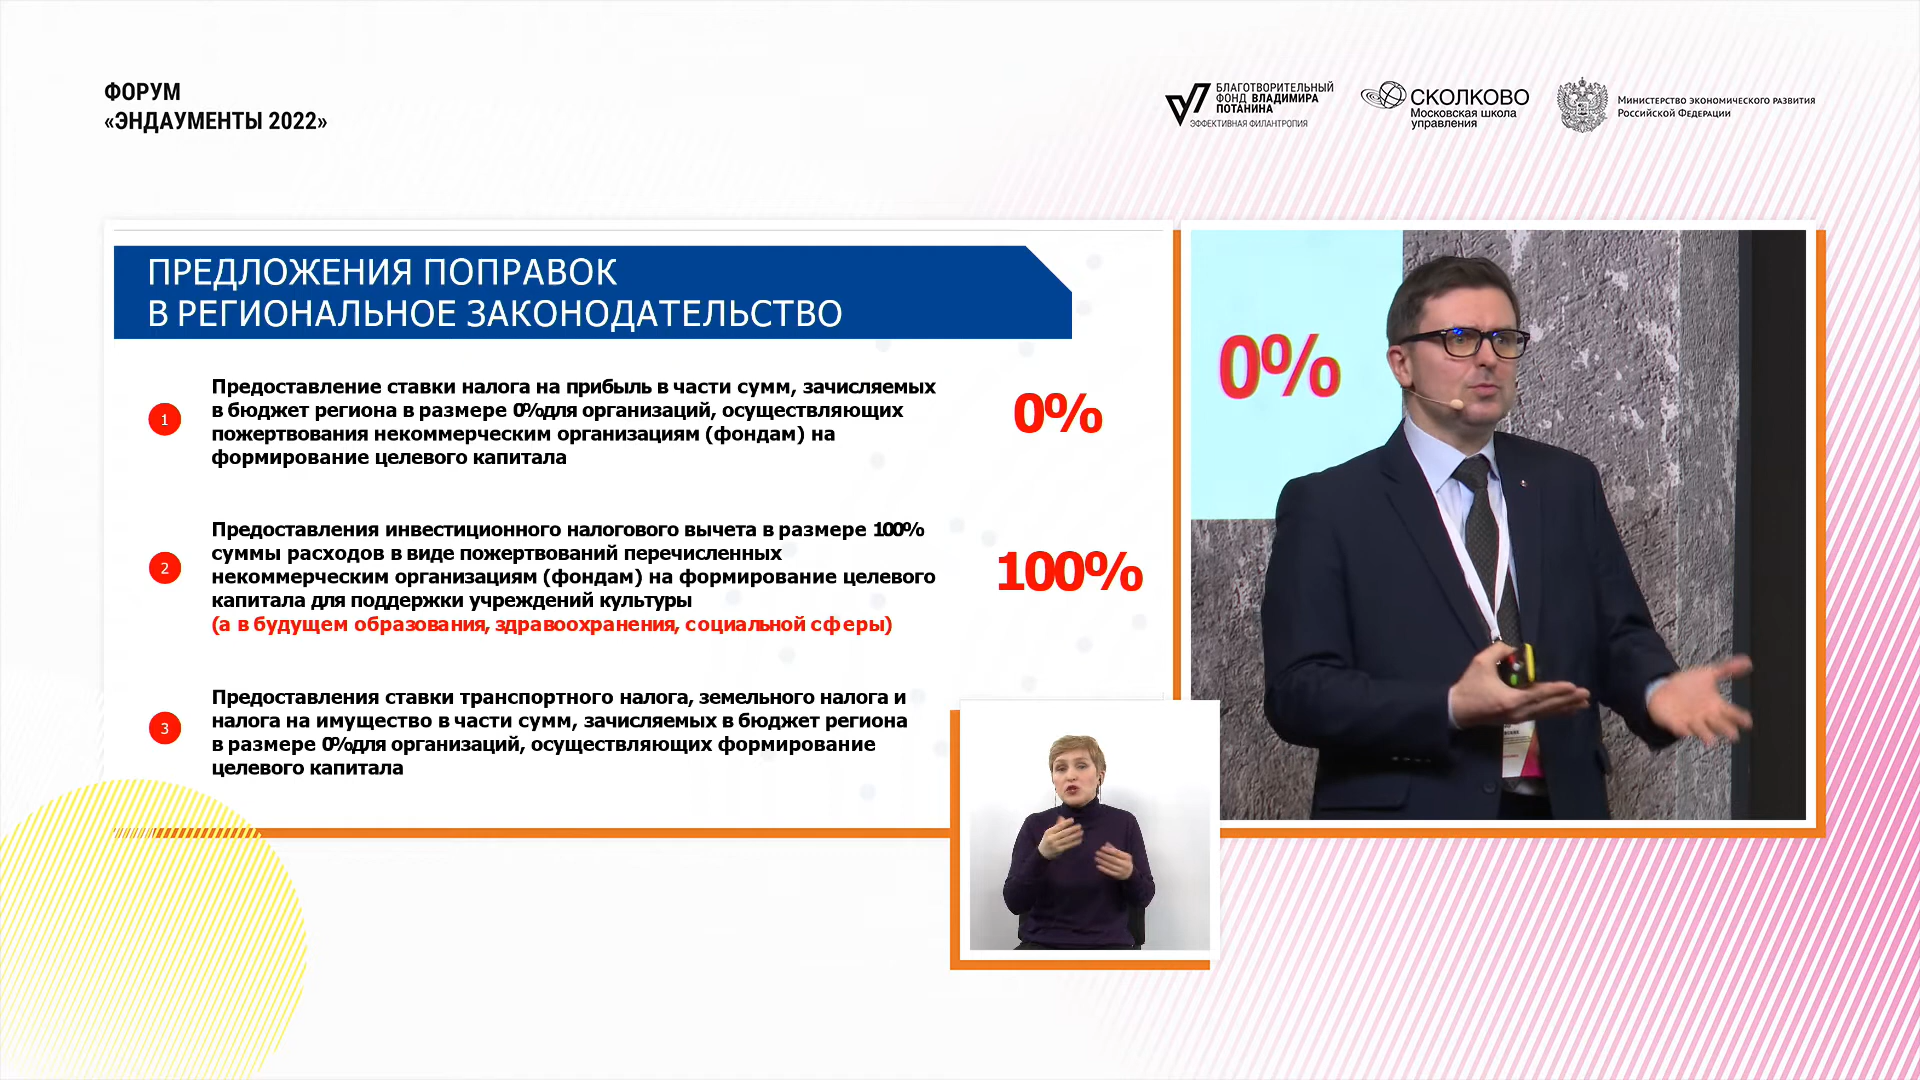 ФОРУМ
«ЭНДАУМЕНТЫ 2022»
БЛАГОТВОРИТЕЛЬНЫЙ
ФОНД ВЛАДИМИРА
ПОТАНИНА
ЭФФЕКТИВНАЯ ФИЛАНТРОПИЯ
СКОЛКОВО
Московская школа
управления
Министерство экономического развития
Российской Федерации
ПРЕДЛОЖЕНИЯ ПОПРАВОК
В РЕГИОНАЛЬНОЕ ЗАКОНОДАТЕЛЬСТВО
1
Предоставление ставки налога на прибыль в части сумм, зачисляемых
в бюджет региона в размере 0%для организаций, осуществляющих
пожертвования некоммерческим организациям (фондам) на
формирование целевого капитала
0%
2
Предоставления инвестиционного налогового вычета в размере 100%
суммы расходов в виде пожертвований перечисленных
некоммерческим организациям (фондам) на формирование целевого
капитала для поддержки учреждений культуры
(а в будущем образования, здравоохранения, социальной сферы)
100%
3
Предоставления ставки транспортного налога, земельного налога и
налога на имущество в части сумм, зачисляемых в бюджет региона
в размере 0%для организаций, осуществляющих формирование
целевого капитала
0%